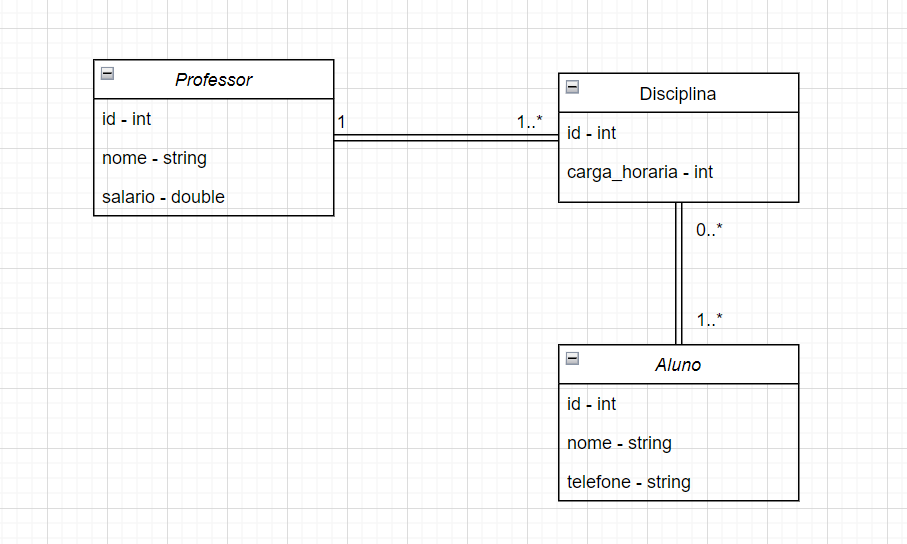 Professor
id - int
nome - string
salario - double
1
1..*
Disciplina
id - int
carga_horaria - int
0..*
1..*
Aluno
id - int
nome - string
telefone - string